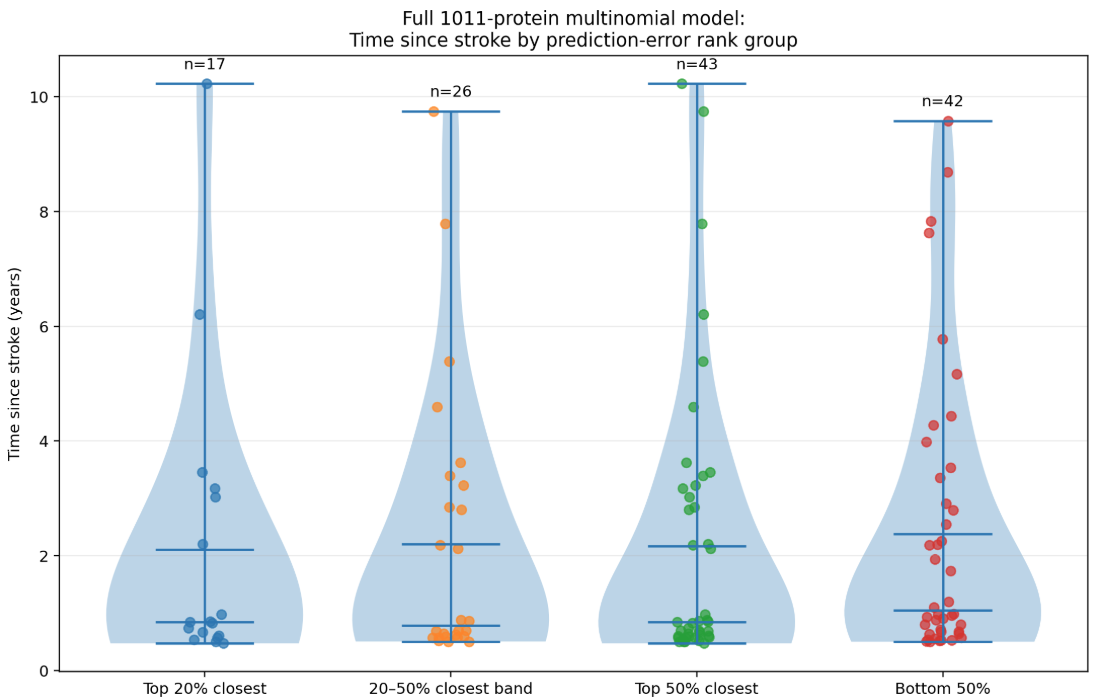 Full 1011-protein multinomial model:
Time since stroke by prediction-error rank group
n=17
n=26
n=43
n=42
Time since stroke (years)
10
8
6
4
2
0
Top 20% closest
20–50% closest band
Top 50% closest
Bottom 50%